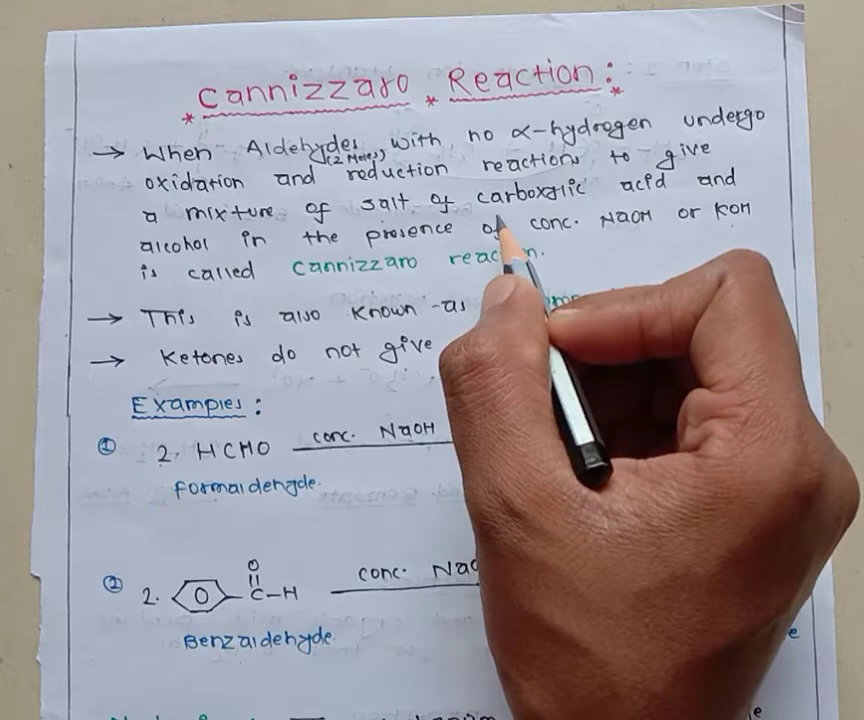 * Cannizzaro * Reaction : *
→ When Aldehydes (2 Moles), with no α-hydrogen undergo
oxidation and reduction reactions to give
a mixture of salt of carboxylic acid and
alcohol in the presence of conc. NaOH or KOH
is called Cannizzaro reaction.
→ This is also known -as
→ Ketones do not give
Examples :
① 2. HCHO conc. NaOH
formaldehyde.
② 2. O O
|| C-H conc. NaO
Benzaldehyde.
e